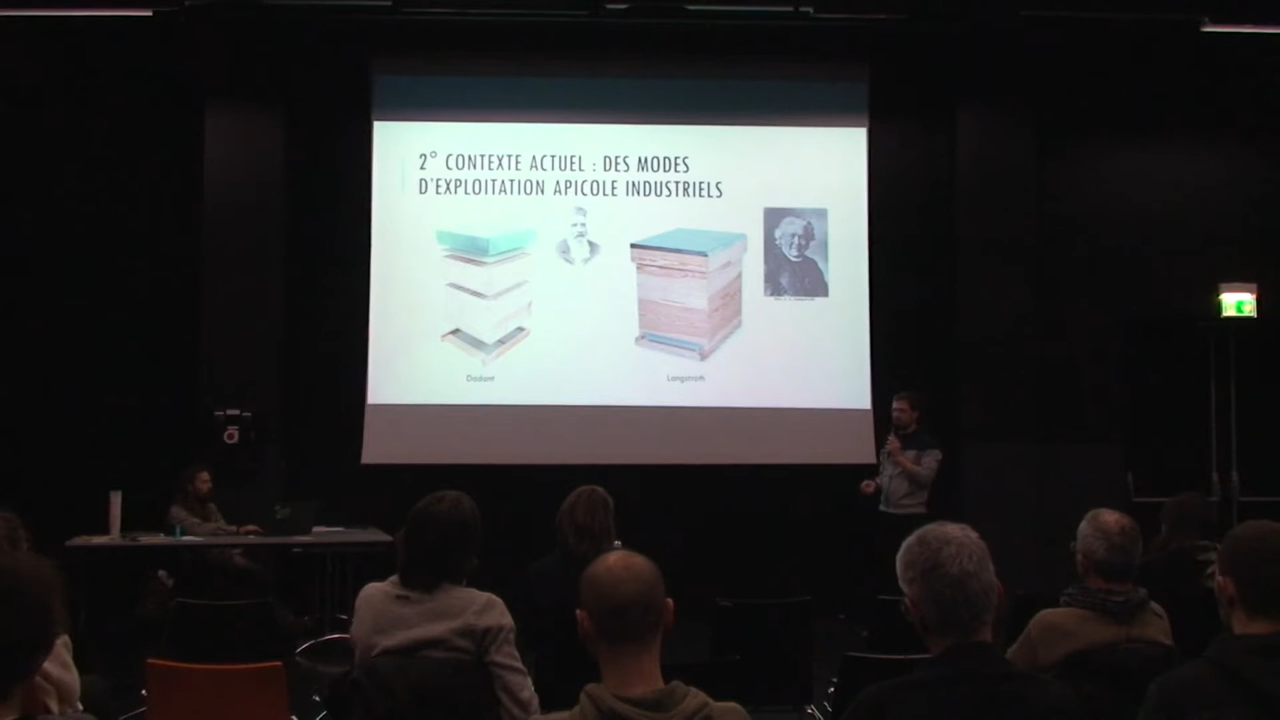 2° CONTEXTE ACTUEL : DES MODES
D'EXPLOITATION APICOLE INDUSTRIELS
Dadant
Langstroth